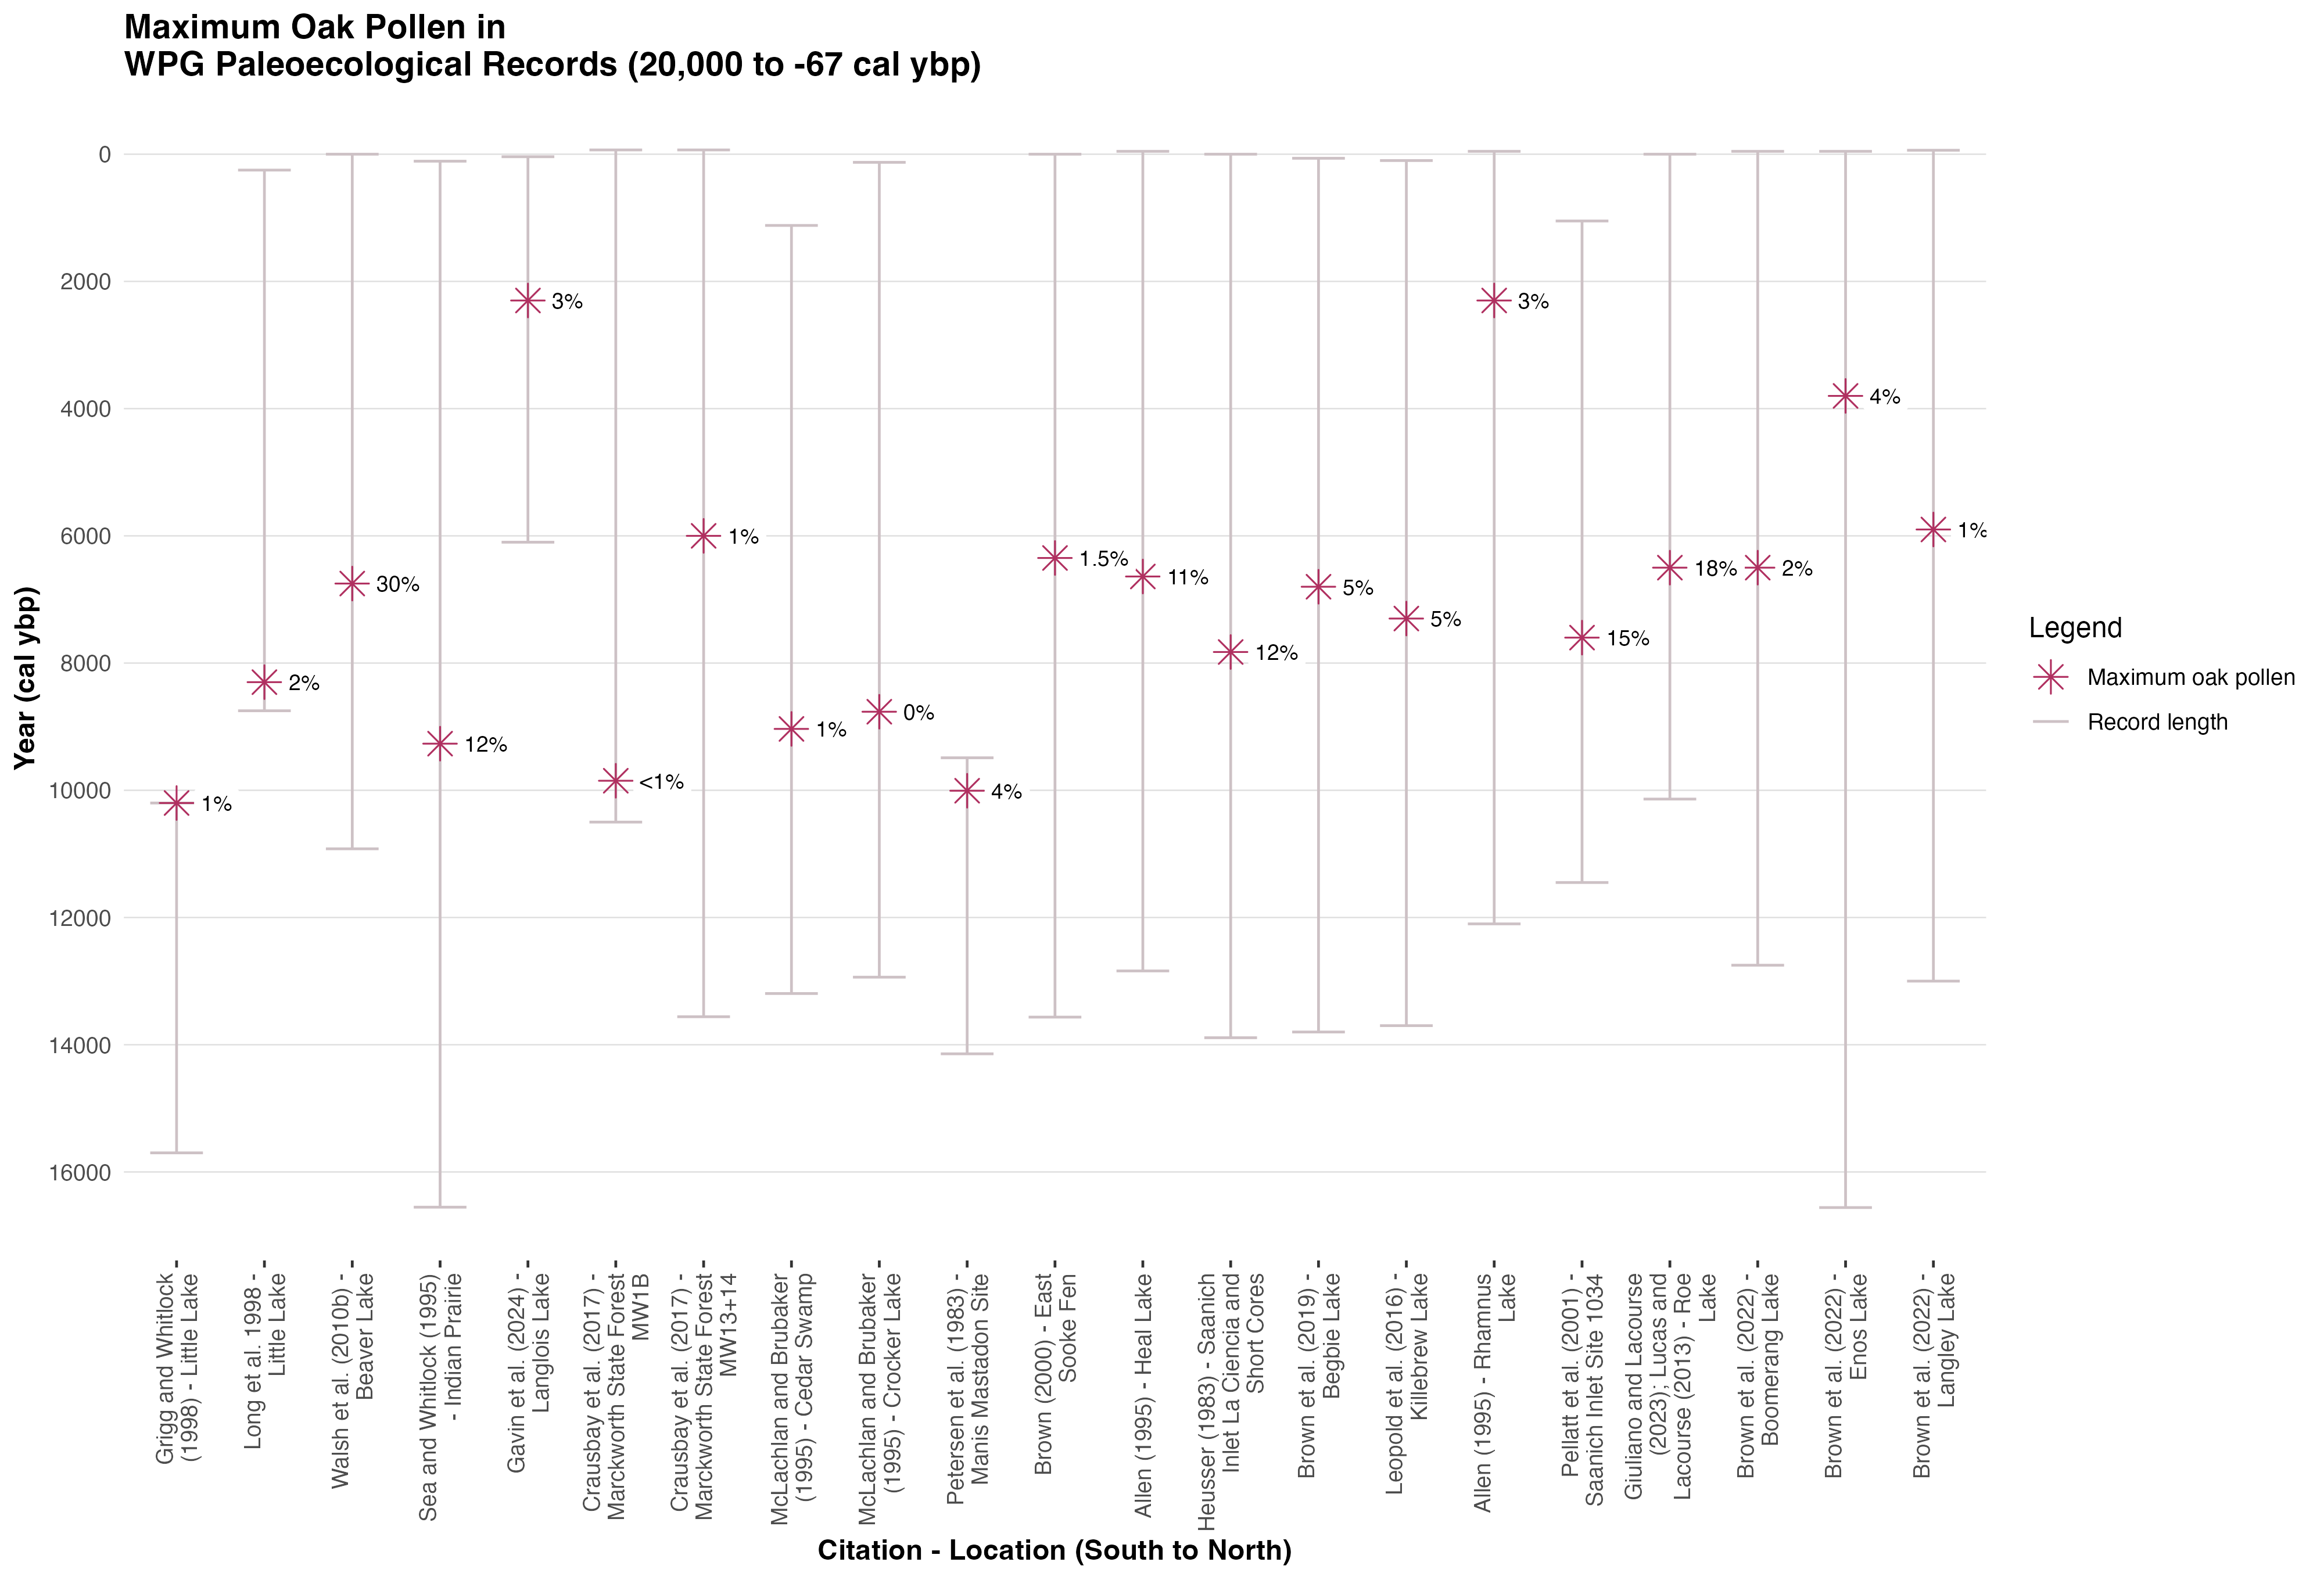 Maximum Oak Pollen in
WPG Paleoecological Records (20,000 to -67 cal ybp)
Year (cal ybp)
0
2000
4000
6000
8000
10000
12000
14000
16000
1%
2%
30%
12%
3%
<1%
1%
1%
0%
4%
1.5%
11%
12%
5%
5%
3%
15%
18%
2%
4%
1%
Grigg and Whitlock
(1998) - Little Lake
Long et al. 1998 -
Little Lake
Walsh et al. (2010b) -
Beaver Lake
Sea and Whitlock (1995)
- Indian Prairie
Gavin et al. (2024) -
Langlois Lake
Crausbay et al. (2017) -
Marckworth State Forest
MW1B
Crausbay et al. (2017) -
Marckworth State Forest
MW13+14
McLachlan and Brubaker
(1995) - Cedar Swamp
McLachlan and Brubaker
(1995) - Crocker Lake
Petersen et al. (1983) -
Manis Mastadon Site
Brown (2000) - East
Sooke Fen
Allen (1995) - Heal Lake
Heusser (1983) - Saanich
Inlet La Ciencia and
Short Cores
Brown et al. (2019) -
Begbie Lake
Leopold et al. (2016) -
Killebrew Lake
Allen (1995) - Rhamnus
Lake
Pellatt et al. (2001) -
Saanich Inlet Site 1034
Giuliano and Lacourse
(2023); Lucas and
Lacourse (2013) - Roe
Lake
Brown et al. (2022) -
Boomerang Lake
Brown et al. (2022) -
Enos Lake
Brown et al. (2022) -
Langley Lake
Citation - Location (South to North)
Legend
Maximum oak pollen
Record length